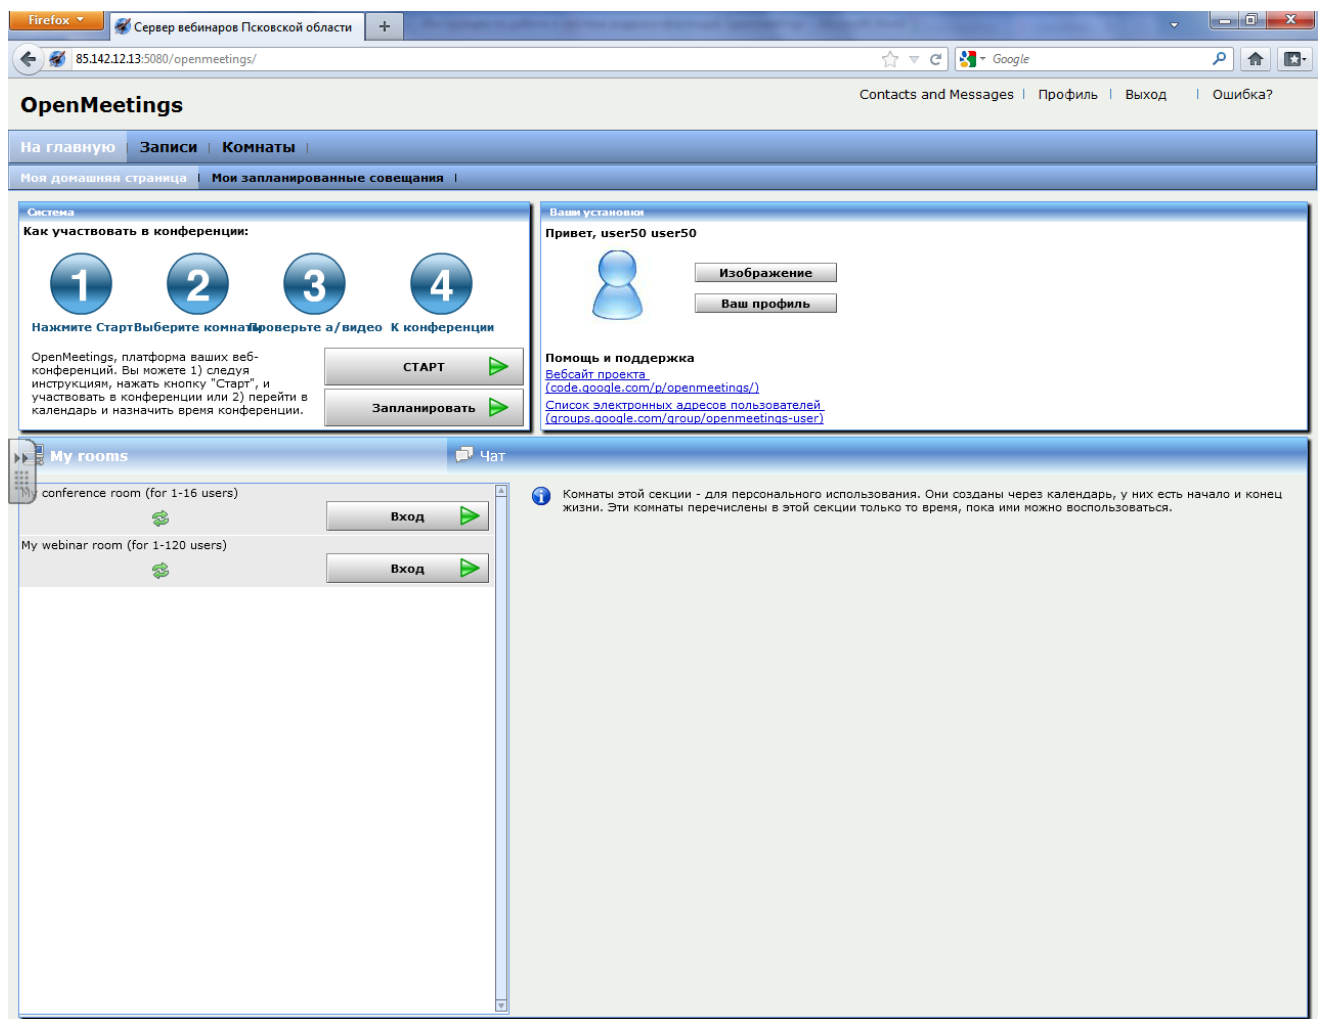 Firefox
Сервер вебинаров Псковской области
85.142.12.13:5080/openmeetings/
Google
OpenMeetings
Contacts and Messages | Профиль | Выход | Ошибка?
На главную | Записи | Комнаты |
Моя домашняя страница | Мои запланированные совещания |
Система
Как участвовать в конференции:
1 2 3 4
Нажмите Старт Выберите комнаты Проверьте а/видео К конференции
OpenMeetings, платформа ваших веб-
конференций. Вы можете 1) следуя
инструкциям, нажать кнопку "Старт", и
участвовать в конференции или 2) перейти в
календарь и назначить время конференции.
СТАРТ
Запланировать
Ваши установки
Привет, user50 user50
Изображение
Ваш профиль
Помощь и поддержка
Вебсайт проекта
(code.google.com/p/openmeetings/)
Список электронных адресов пользователей
(groups.google.com/group/openmeetings-user)
My rooms
Чат
My conference room (for 1-16 users)
Вход
My webinar room (for 1-120 users)
Вход
Комнаты этой секции - для персонального использования. Они созданы через календарь, у них есть начало и конец
жизни. Эти комнаты перечислены в этой секции только то время, пока ими можно воспользоваться.